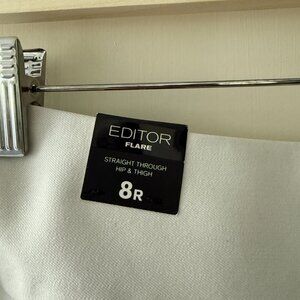 EDITOR
FLARE
STRAIGHT THROUGH
HIP & THIGH
8R